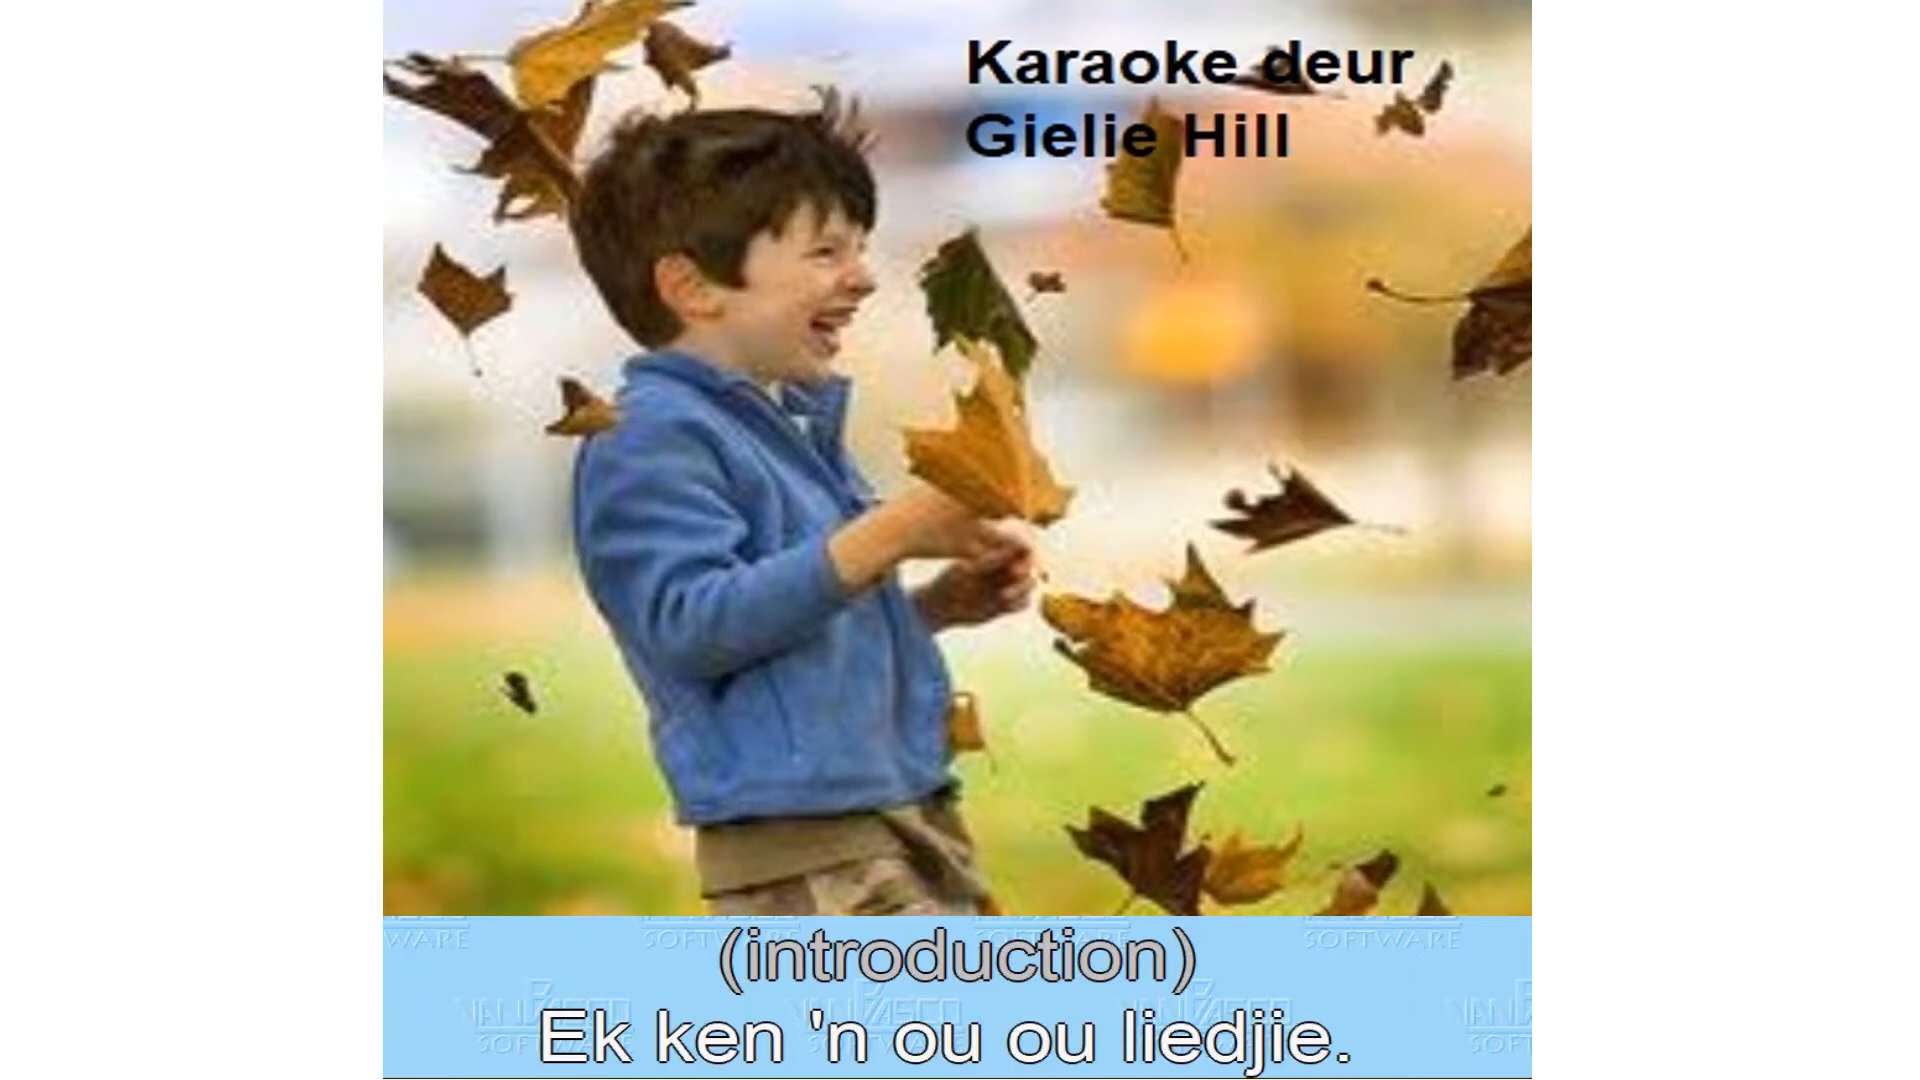 Karaoke deur
Gielie Hill
(introduction)
Ek ken 'n ou ou liedjie.